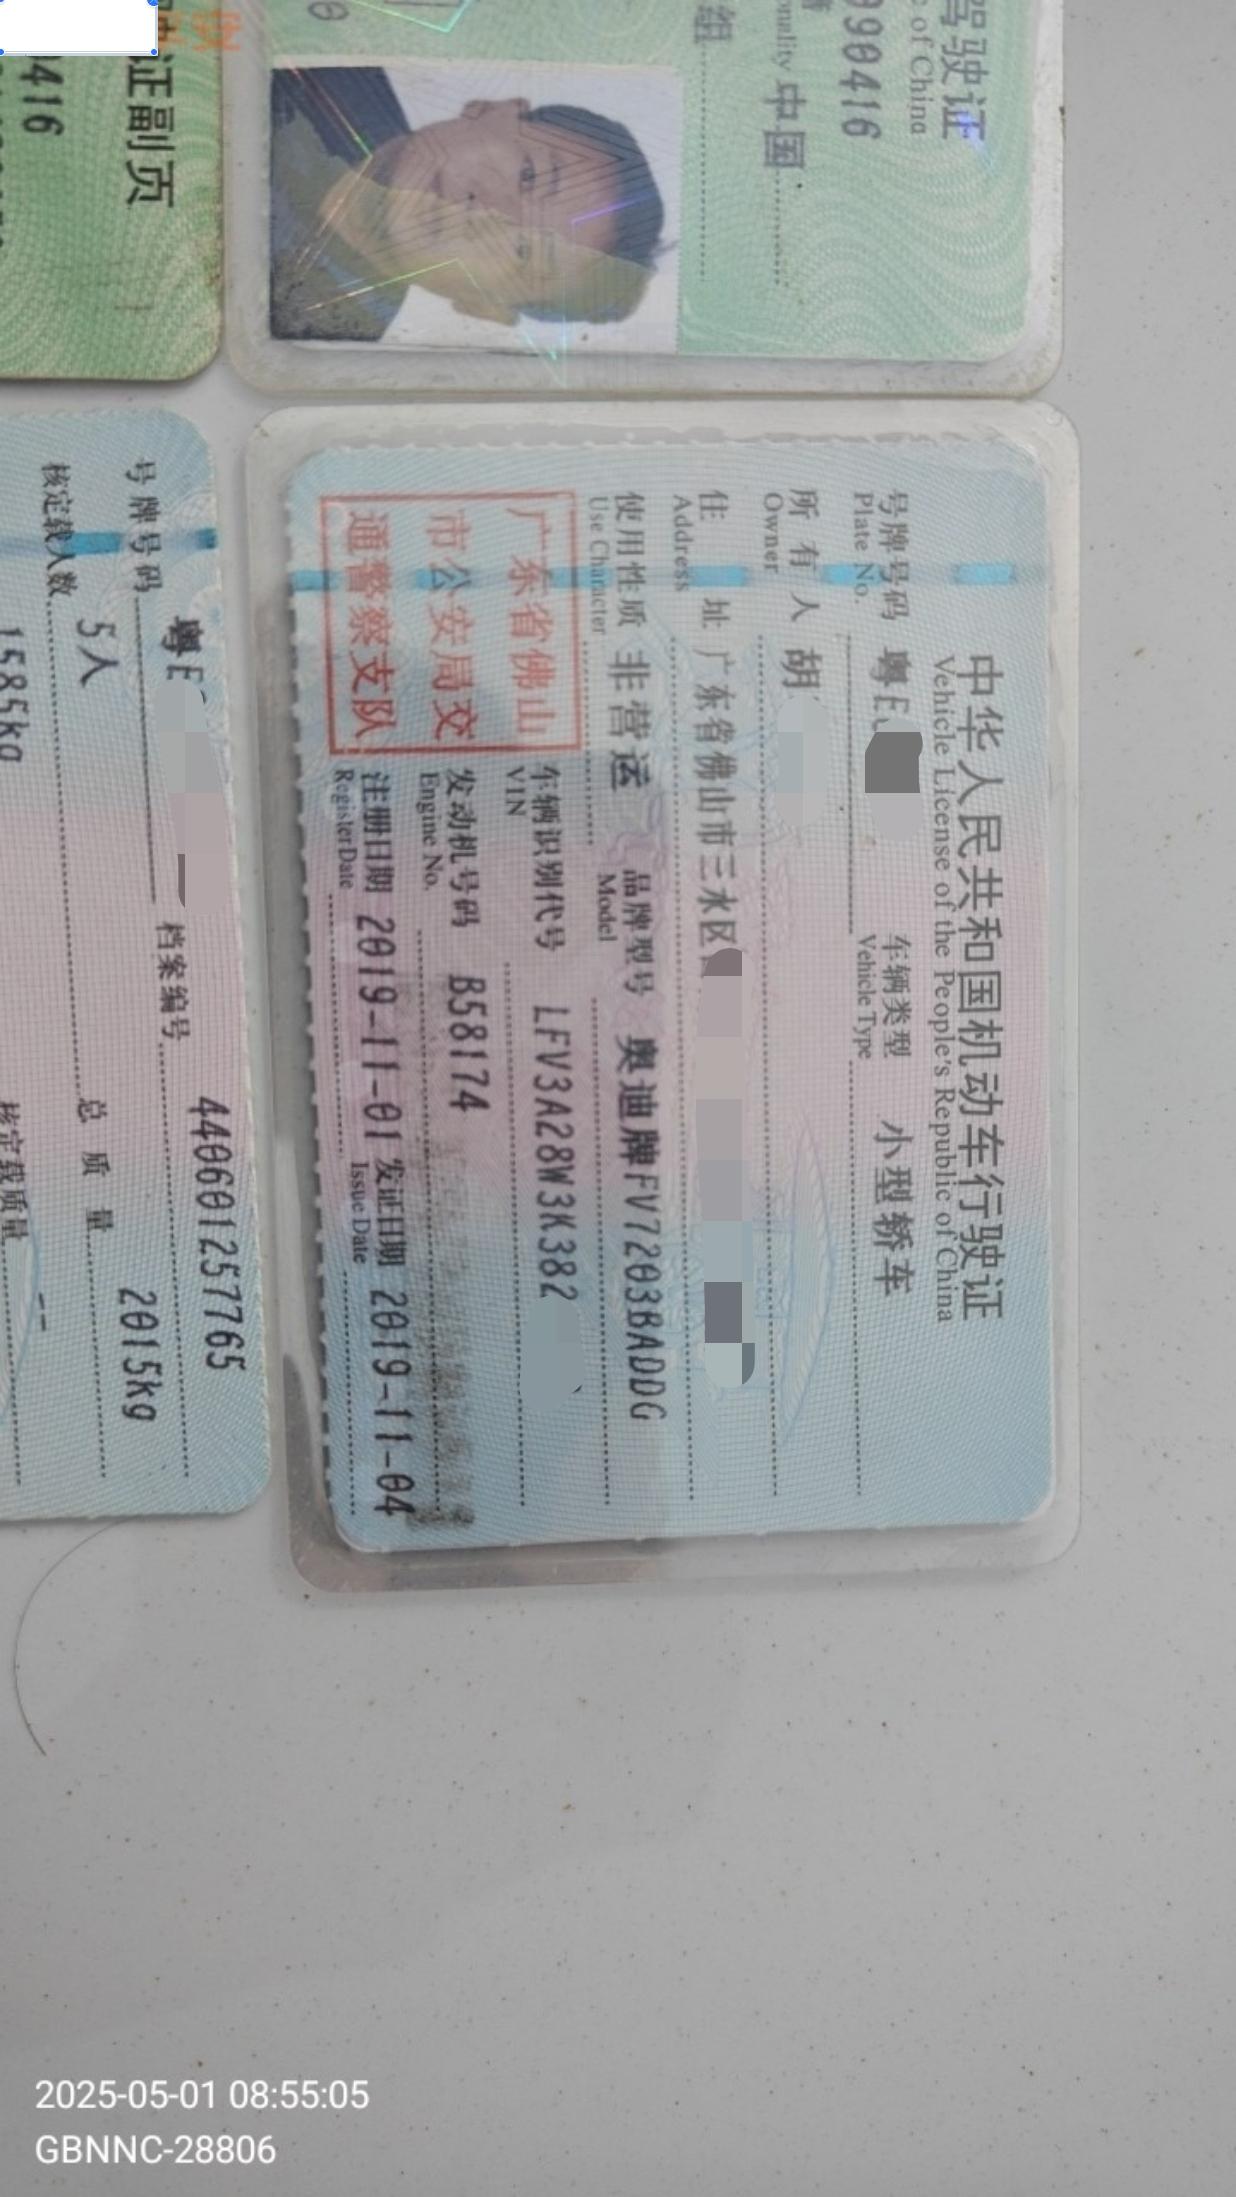 驾驶证
c of China
990416
onality 中国
组
证副页
0416
中华人民共和国机动车行驶证
Vehicle License of the People's Republic of China
号牌号码 粤E 车辆类型 小型轿车
Plate No. Vehicle Type
所有人 胡
Owner
住址 广东省佛山市三水区
Address
使用性质 非营运 品牌型号 奥迪牌FV7203BADDG
Use Character Model
广东省佛山
市公安局交
通警察支队
车辆识别代号 LFV3A28W3K382
VIN
发动机号码 B58174
Engine No.
注册日期 2019-11-01 发证日期 2019-11-04
Register Date Issue Date
号牌号码 粤E 档案编号 440601257765
核定载人数 5人 总质量 2015kg
1585kg 核定载质量 --
2025-05-01 08:55:05
GBNNC-28806